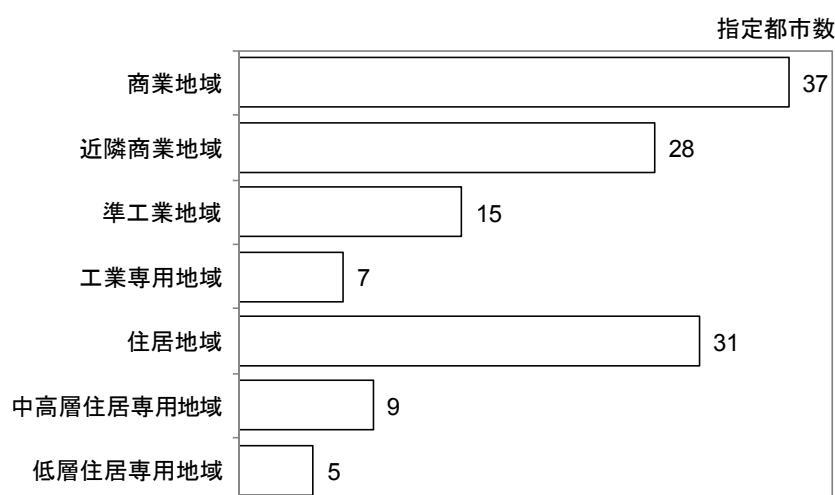 指定都市数
商業地域 37
近隣商業地域 28
準工業地域 15
工業専用地域 7
住居地域 31
中高層住居専用地域 9
低層住居専用地域 5